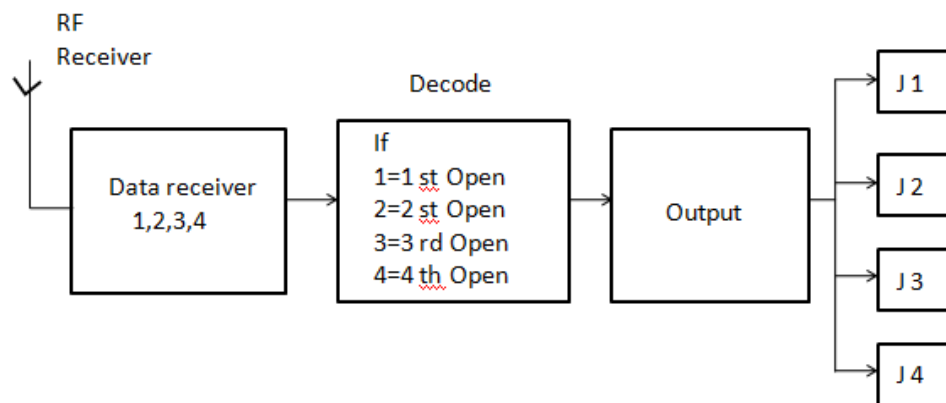 RF
Receiver
Decode
Data receiver
1,2,3,4
If
1=1 st Open
2=2 st Open
3=3 rd Open
4=4 th Open
Output
J 1
J 2
J 3
J 4